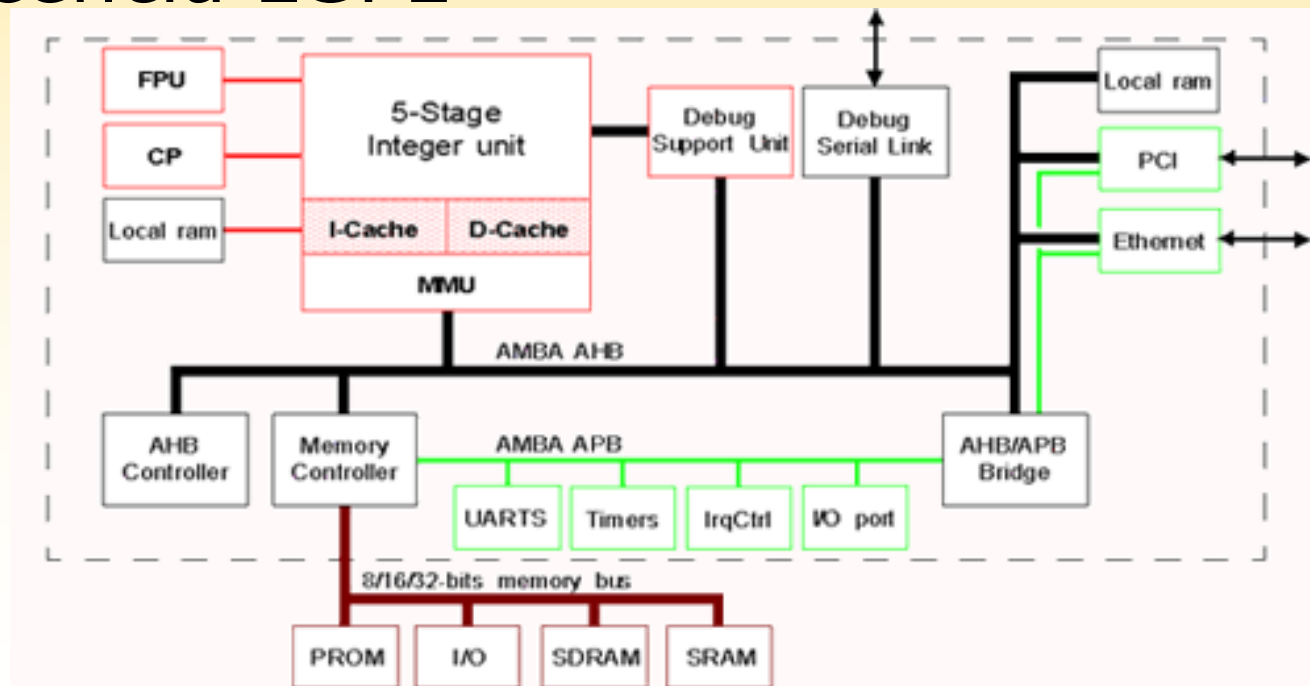 FPU
5-Stage
Integer unit
Debug
Support Unit
Debug
Serial Link
Local ram
CP
PCI
Local ram
I-Cache
D-Cache
Ethernet
MMU
AMBA AHB
AHB
Controller
Memory
Controller
AMBA APB
AHB/APB
Bridge
UARTS
Timers
IrqCtrl
I/O port
8/16/32-bits memory bus
PROM
I/O
SDRAM
SRAM